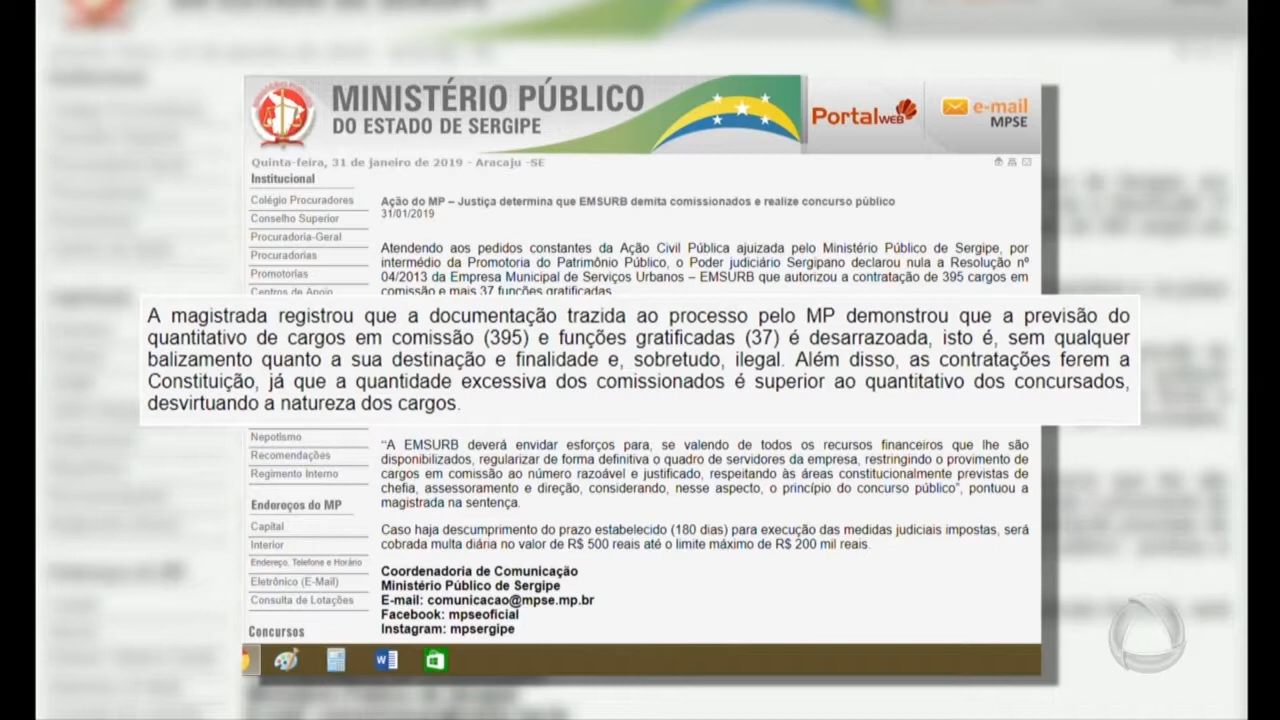 MINISTÉRIO PÚBLICO
DO ESTADO DE SERGIPE
PortalWEB
e-mail
MPSE
Quinta-feira, 31 de janeiro de 2019 - Aracaju -SE
Institucional
Colégio Procuradores
Conselho Superior
Procuradoria-Geral
Procuradorias
Promotorias
Centros de Apoio
Ação do MP – Justiça determina que EMSURB demita comissionados e realize concurso público
31/01/2019
Atendendo aos pedidos constantes da Ação Civil Pública ajuizada pelo Ministério Público de Sergipe, por
intermédio da Promotoria do Patrimônio Público, o Poder judiciário Sergipano declarou nula a Resolução nº
04/2013 da Empresa Municipal de Serviços Urbanos – EMSURB que autorizou a contratação de 395 cargos em
comissão e mais 37 funções gratificadas
A magistrada registrou que a documentação trazida ao processo pelo MP demonstrou que a previsão do
quantitativo de cargos em comissão (395) e funções gratificadas (37) é desarrazoada, isto é, sem qualquer
balizamento quanto a sua destinação e finalidade e, sobretudo, ilegal. Além disso, as contratações ferem a
Constituição, já que a quantidade excessiva dos comissionados é superior ao quantitativo dos concursados,
desvirtuando a natureza dos cargos.
Nepotismo
Recomendações
Regimento Interno
Endereços do MP
Capital
Interior
Endereço, Telefone e Horário
Eletrônico (E-Mail)
Consulta de Lotações
Concursos
“A EMSURB deverá envidar esforços para, se valendo de todos os recursos financeiros que lhe são
disponibilizados, regularizar de forma definitiva o quadro de servidores da empresa, restringindo o provimento de
cargos em comissão ao número razoável e justificado, respeitando às áreas constitucionalmente previstas de
chefia, assessoramento e direção, considerando, nesse aspecto, o princípio do concurso público”, pontuou a
magistrada na sentença.
Caso haja descumprimento do prazo estabelecido (180 dias) para execução das medidas judiciais impostas, será
cobrada multa diária no valor de R$ 500 reais até o limite máximo de R$ 200 mil reais.
Coordenadoria de Comunicação
Ministério Público de Sergipe
E-mail: comunicacao@mpse.mp.br
Facebook: mpseoficial
Instagram: mpsergipe